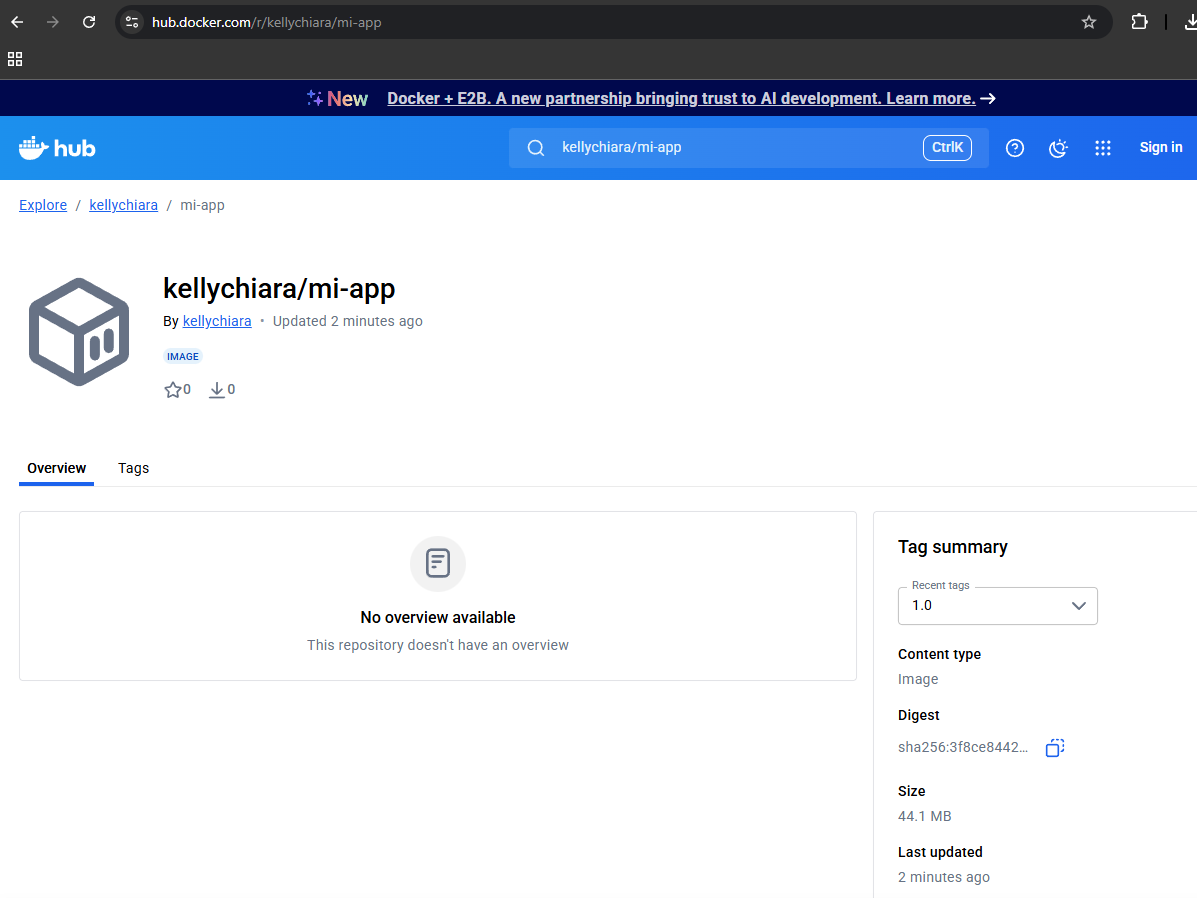 hub.docker.com/r/kellychiara/mi-app
New Docker + E2B. A new partnership bringing trust to AI development. Learn more. →
hub
kellychiara/mi-app
CtrlK
Sign in
Explore / kellychiara / mi-app
kellychiara/mi-app
By kellychiara • Updated 2 minutes ago
IMAGE
0 0
Overview Tags
No overview available
This repository doesn't have an overview
Tag summary
Recent tags
1.0
Content type
Image
Digest
sha256:3f8ce8442…
Size
44.1 MB
Last updated
2 minutes ago